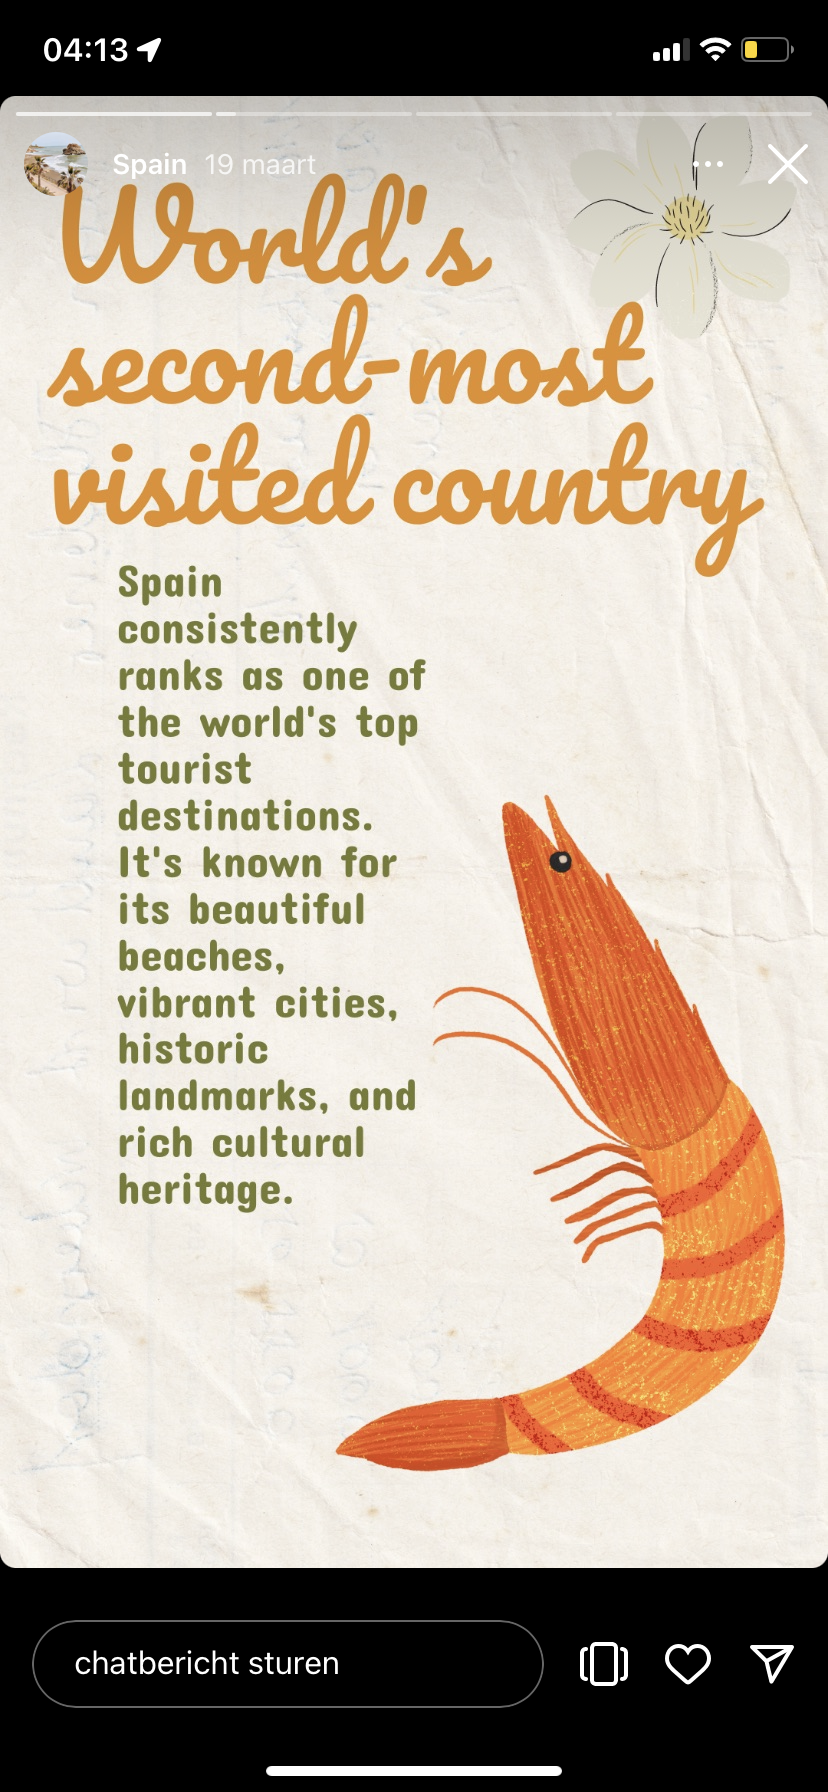 04:13
Spain 19 maart
World's
second-most
visited country
Spain
consistently
ranks as one of
the world's top
tourist
destinations.
It's known for
its beautiful
beaches,
vibrant cities,
historic
landmarks, and
rich cultural
heritage.
chatbericht sturen